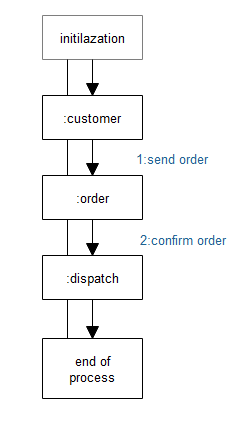 initilazation
:customer
1:send order
:order
2:confirm order
:dispatch
end of
process